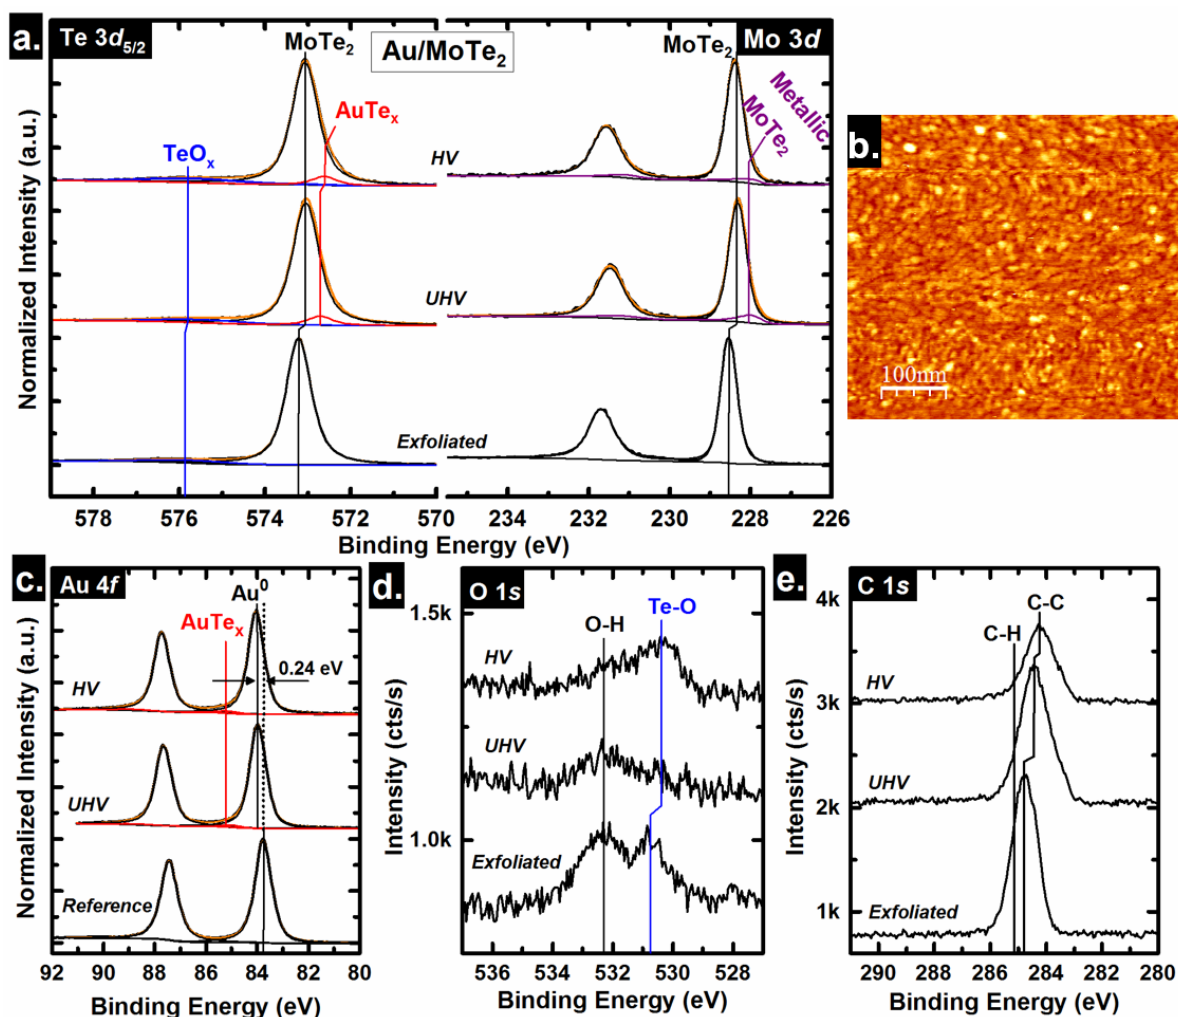 a.
Te 3d5/2
MoTe2
Au/MoTe2
MoTe2
Mo 3d
AuTex
TeOx
Metallic
MoTe2
HV
UHV
Exfoliated
Normalized Intensity (a.u.)
578 576 574 572 570 234 232 230 228 226
Binding Energy (eV)
b.
100nm
c.
Au 4f
Au0
AuTex
0.24 eV
HV
UHV
Reference
Normalized Intensity (a.u.)
92 90 88 86 84 82 80
Binding Energy (eV)
d.
O 1s
1.5k
Te-O
O-H
HV
UHV
1.0k
Exfoliated
Intensity (cts/s)
536 534 532 530 528
Binding Energy (eV)
e.
C 1s
4k
C-C
C-H
HV
3k
UHV
2k
Exfoliated
1k
Intensity (cts/s)
290 288 286 284 282 280
Binding Energy (eV)